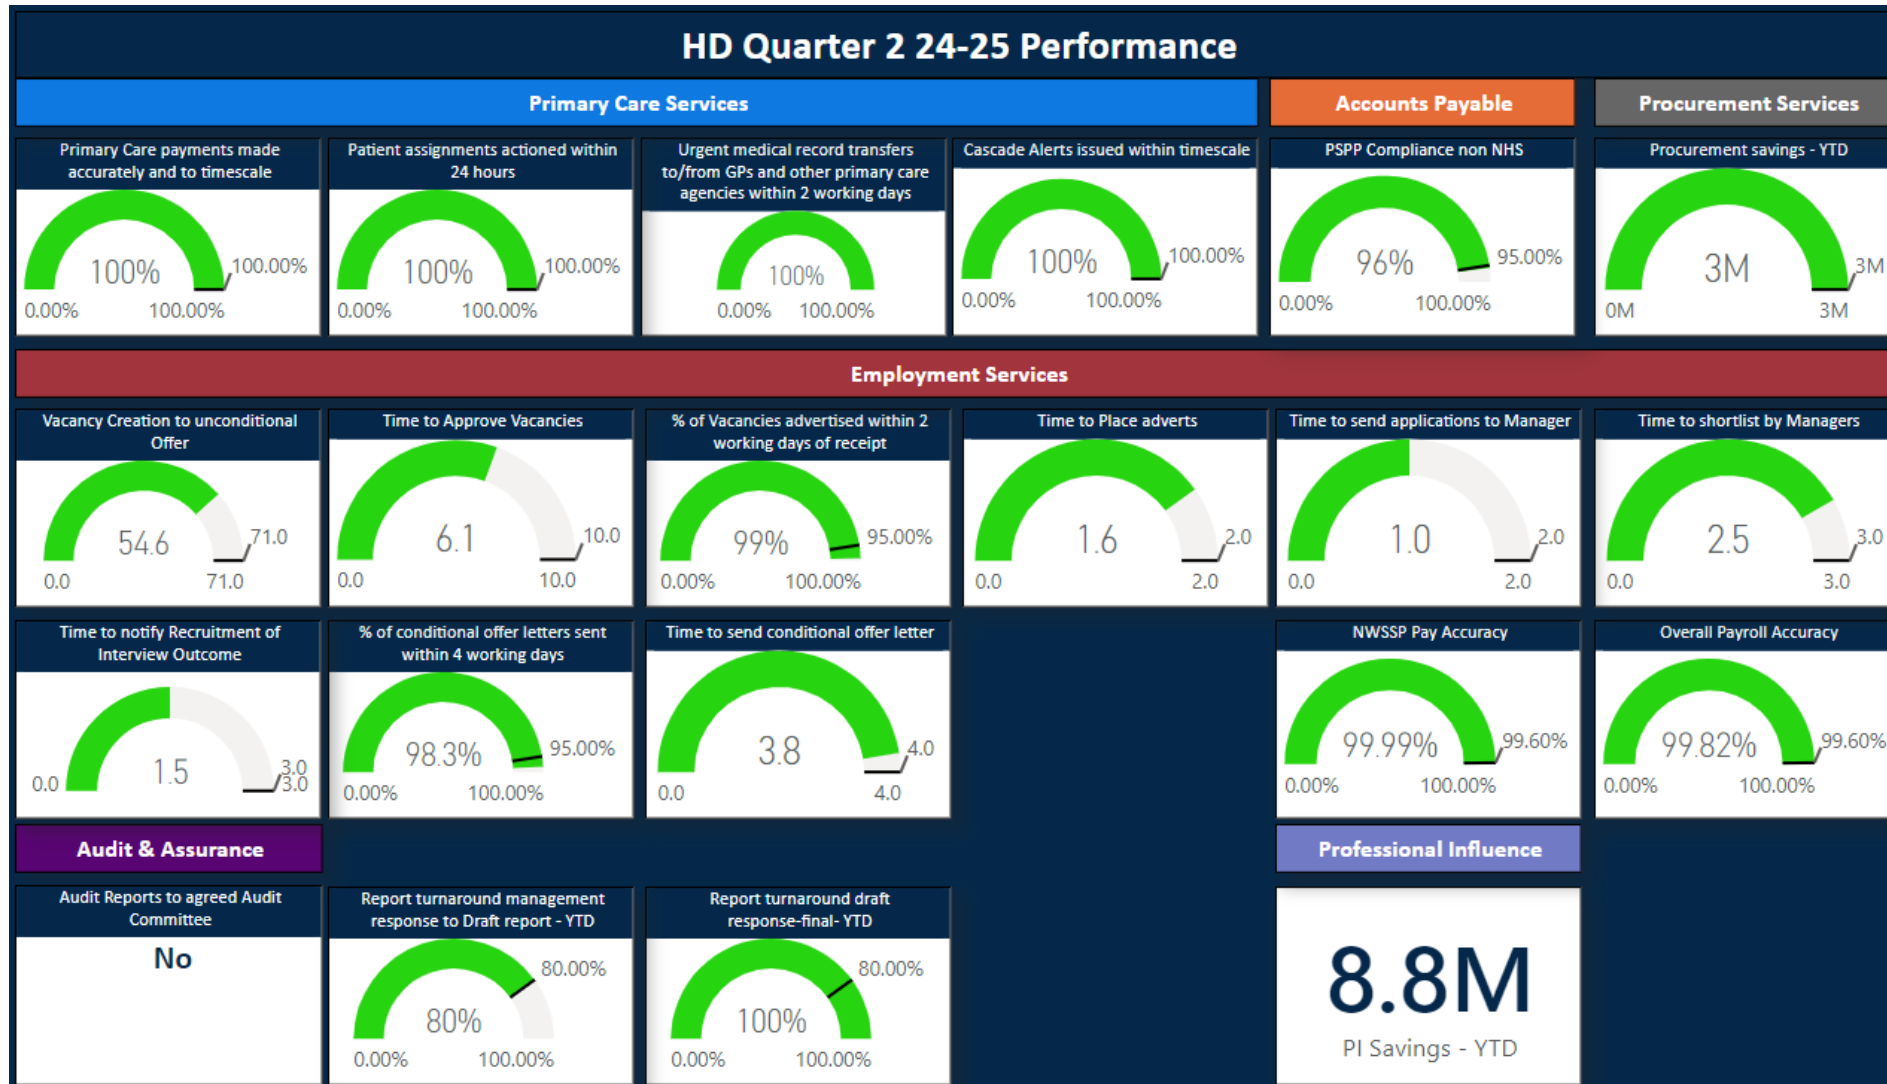 HD Quarter 2 24-25 Performance
Primary Care Services
Accounts Payable
Procurement Services
Primary Care payments made
accurately and to timescale
100%
100.00%
0.00%
100.00%
Patient assignments actioned within
24 hours
100%
100.00%
0.00%
100.00%
Urgent medical record transfers
to/from GPs and other primary care
agencies within 2 working days
100%
0.00%
100.00%
Cascade Alerts issued within timescale
100%
100.00%
0.00%
100.00%
PSPP Compliance non NHS
96%
95.00%
0.00%
100.00%
Procurement savings - YTD
3M
3M
0M
3M
Employment Services
Vacancy Creation to unconditional
Offer
54.6
71.0
0.0
71.0
Time to Approve Vacancies
6.1
10.0
0.0
10.0
% of Vacancies advertised within 2
working days of receipt
99%
95.00%
0.00%
100.00%
Time to Place adverts
1.6
2.0
0.0
2.0
Time to send applications to Manager
1.0
2.0
0.0
2.0
Time to shortlist by Managers
2.5
3.0
0.0
3.0
Time to notify Recruitment of
Interview Outcome
1.5
3.0
0.0
3.0
% of conditional offer letters sent
within 4 working days
98.3%
95.00%
0.00%
100.00%
Time to send conditional offer letter
3.8
4.0
0.0
4.0
NWSSP Pay Accuracy
99.99%
99.60%
0.00%
100.00%
Overall Payroll Accuracy
99.82%
99.60%
0.00%
100.00%
Audit & Assurance
Professional Influence
Audit Reports to agreed Audit
Committee
No
Report turnaround management
response to Draft report - YTD
80%
80.00%
0.00%
100.00%
Report turnaround draft
response-final- YTD
100%
80.00%
0.00%
100.00%
8.8M
PI Savings - YTD